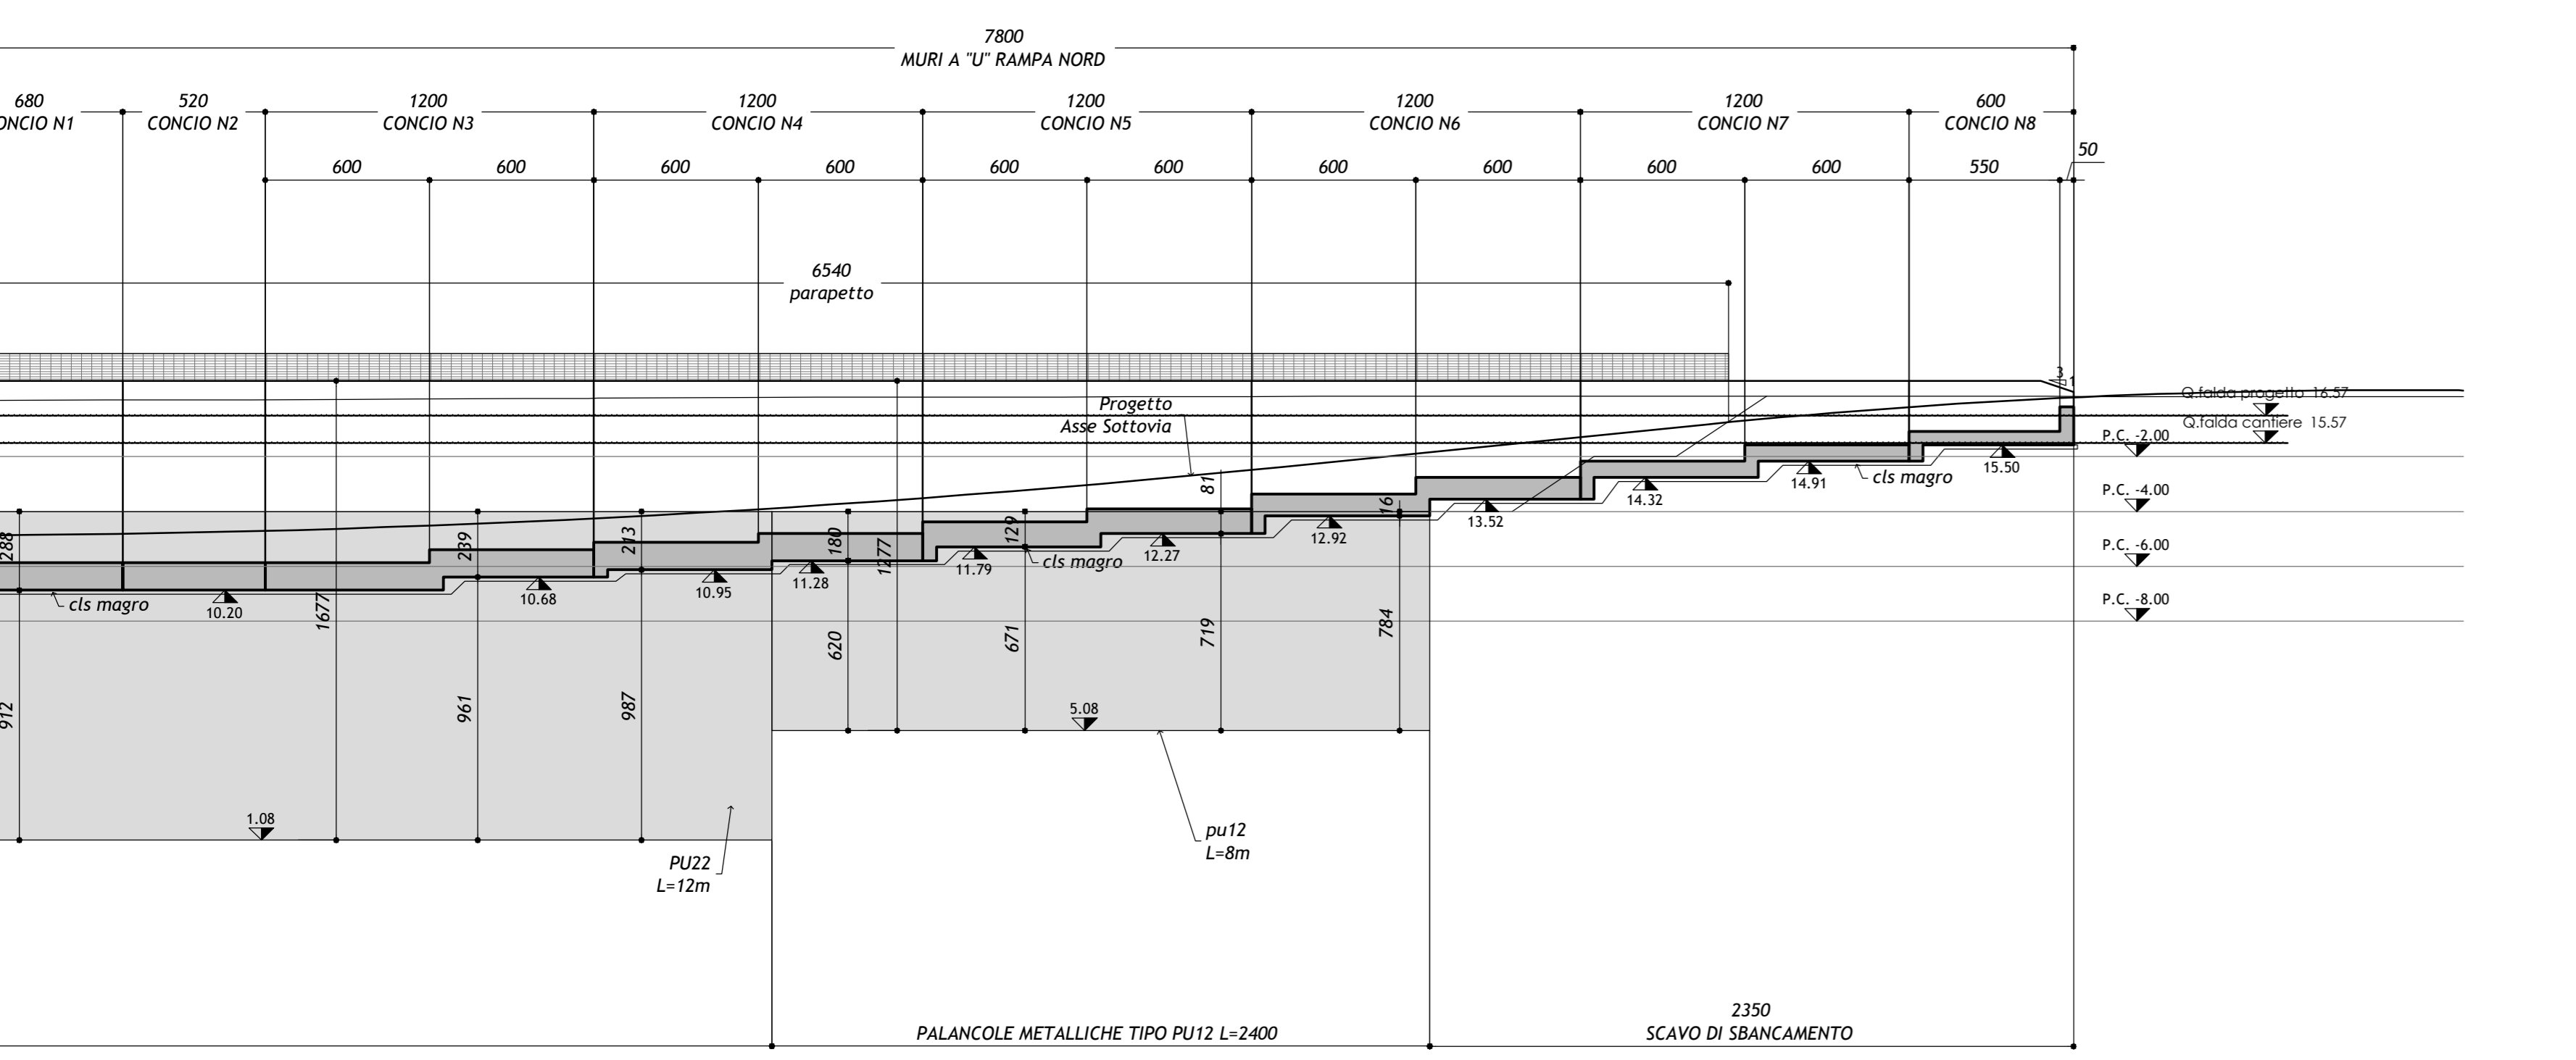 7800
MURI A "U" RAMPA NORD
680
ONCIO N1
520
CONCIO N2
1200
CONCIO N3
1200
CONCIO N4
1200
CONCIO N5
1200
CONCIO N6
1200
CONCIO N7
600
CONCIO N8
50
600
600
600
600
600
600
600
600
600
600
550
6540
parapetto
3
1
Q.falda progetto 16.57
Q.falda cantiere 15.57
Progetto
Asse Sottovia
P.C. -2.00
P.C. -4.00
P.C. -6.00
P.C. -8.00
288
239
213
180
1277
129
81
16
cls magro
10.20
10.68
10.95
11.28
11.79
cls magro
12.27
12.92
13.52
14.32
14.91
cls magro
15.50
1677
912
961
987
620
671
719
784
5.08
1.08
PU22
L=12m
pu12
L=8m
PALANCOLE METALLICHE TIPO PU12 L=2400
2350
SCAVO DI SBANCAMENTO